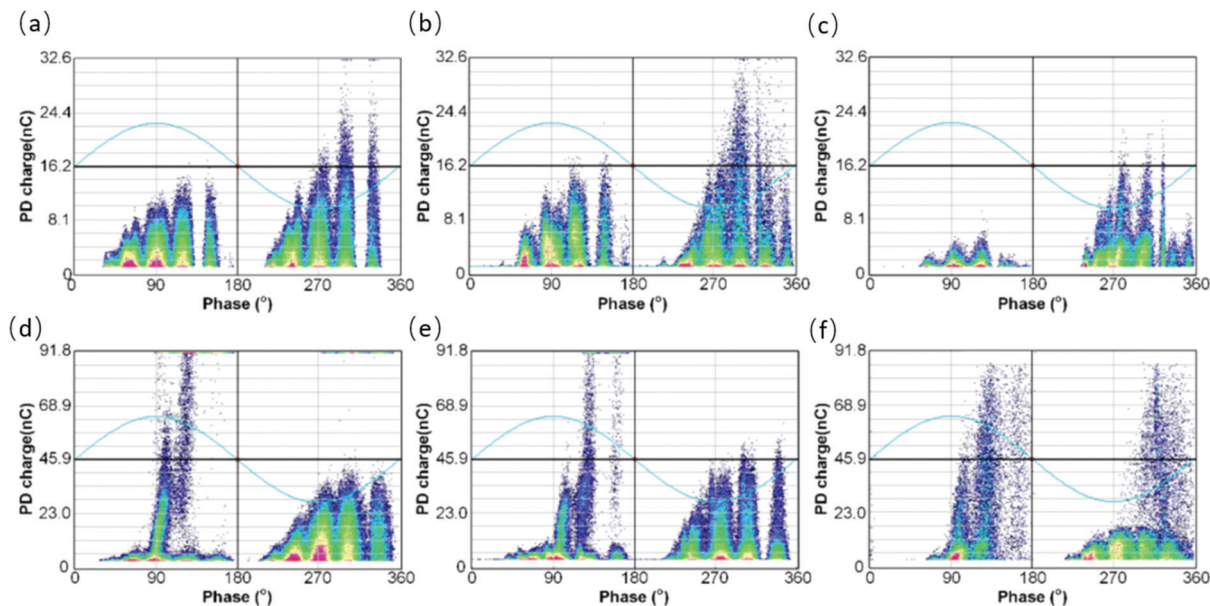 (a)
(b)
(c)
32.6
24.4
16.2
8.1
0
PD charge(nC)
0 90 180 270 360
Phase (°)
32.6
24.4
16.2
8.1
0
PD charge(nC)
0 90 180 270 360
Phase (°)
32.6
24.4
16.2
8.1
0
PD charge(nC)
0 90 180 270 360
Phase (°)
(d)
(e)
(f)
91.8
68.9
45.9
23.0
0
PD charge(nC)
0 90 180 270 360
Phase (°)
91.8
68.9
45.9
23.0
0
PD charge(nC)
0 90 180 270 360
Phase (°)
91.8
68.9
45.9
23.0
0
PD charge(nC)
0 90 180 270 360
Phase (°)